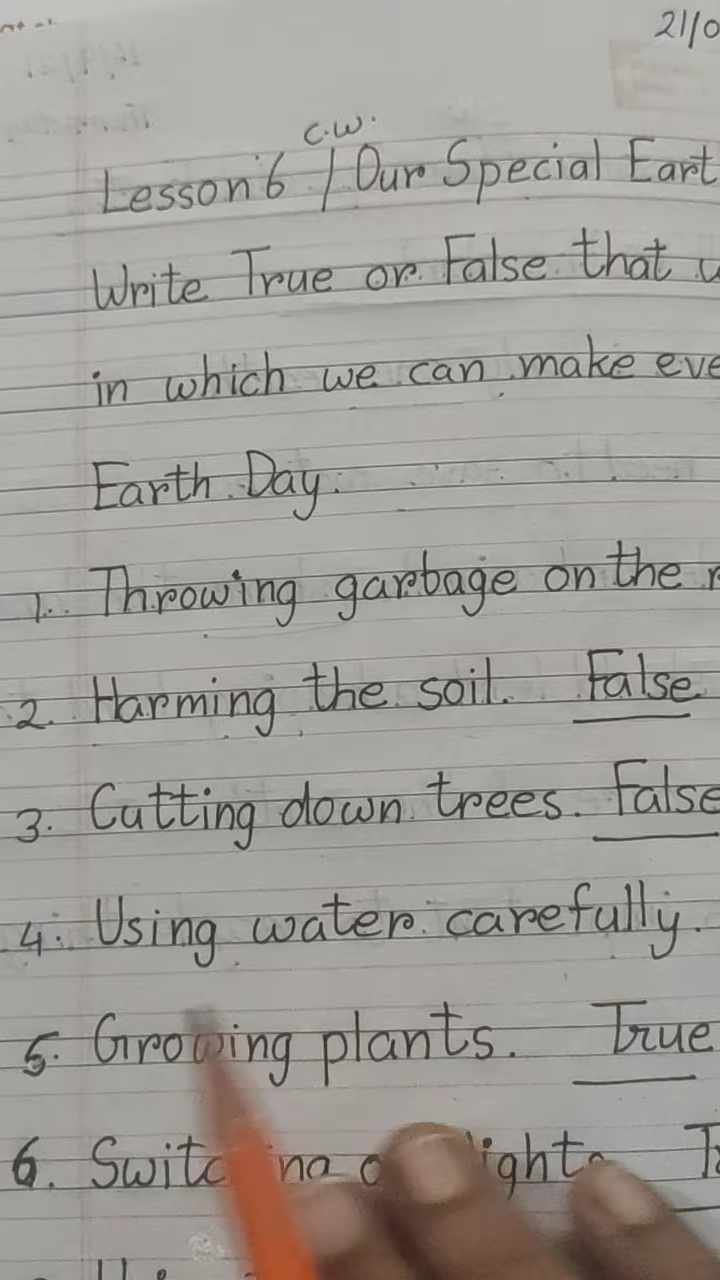 21/0
C.W.
Lesson 6 / Our Special Eart
Write True or False that
in which we can make eve
Earth Day.
1. Throwing garbage on the
2. Harming the soil. False
3. Cutting down trees. False
4. Using water carefully.
5. Growing plants. True
6.